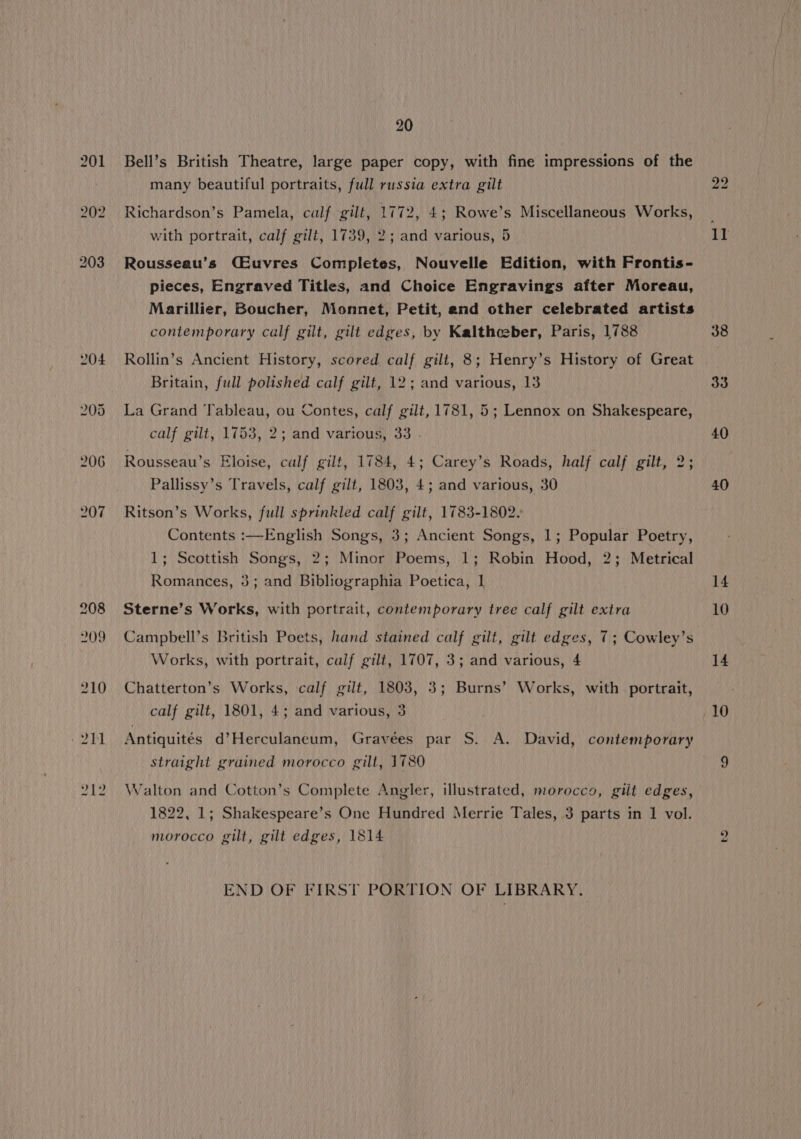 20
201 Bell's British Theatre, large paper copy, with fine impressions of the
many beautiful portraits, full russia extra gilt 22
202 Richardson's Pamela, calf gilt, 1772, 4; Rowe's Miscellaneous Works,
with portrait, calf gilt, 1739, 2; and various, 5 11
203 Rousseau's Œuvres Completes, Nouvelle Edition, with Frontis-
pieces, Engraved Titles, and Choice Engravings after Moreau,
Marillier, Boucher, Monnet, Petit, and other celebrated artists
contemporary calf gilt, gilt edges, by Kalthœber, Paris, 1788 38
204 Rollin's Ancient History, scored calf gilt, 8; Henry's History of Great
Britain, full polished calf gilt, 12; and various, 13 33
205 La Grand Tableau, ou Contes, calf gilt, 1781, 5; Lennox on Shakespeare,
calf gilt, 1753, 2; and various, 33 . 40
206 Rousseau's Eloise, calf gilt, 1784, 4; Carey's Roads, half calf gilt, 2;
Pallissy's Travels, calf gilt, 1803, 4; and various, 30 40
207 Ritson's Works, full sprinkled calf gilt, 1783-1802.
Contents :—English Songs, 3; Ancient Songs, 1; Popular Poetry,
1; Scottish Songs, 2; Minor Poems, 1; Robin Hood, 2; Metrical
Romances, 3; and Bibliographia Poetica, 1 14
208 Sterne's Works, with portrait, contemporary tree calf gilt extra 10
209 Campbell's British Poets, hand stained calf gilt, gilt edges, 7; Cowley's
Works, with portrait, calf gilt, 1707, 3; and various, 4 14
210 Chatterton's Works, calf gilt, 1803, 3; Burns' Works, with portrait,
calf gilt, 1801, 4; and various, 3 10
211 Antiquités d'Herculaneum, Gravées par S. A. David, contemporary
straight grained morocco gilt, 1780 9
212 Walton and Cotton's Complete Angler, illustrated, morocco, gilt edges,
1822, 1; Shakespeare's One Hundred Merrie Tales, 3 parts in 1 vol.
morocco gilt, gilt edges, 1814 2
END OF FIRST PORTION OF LIBRARY.